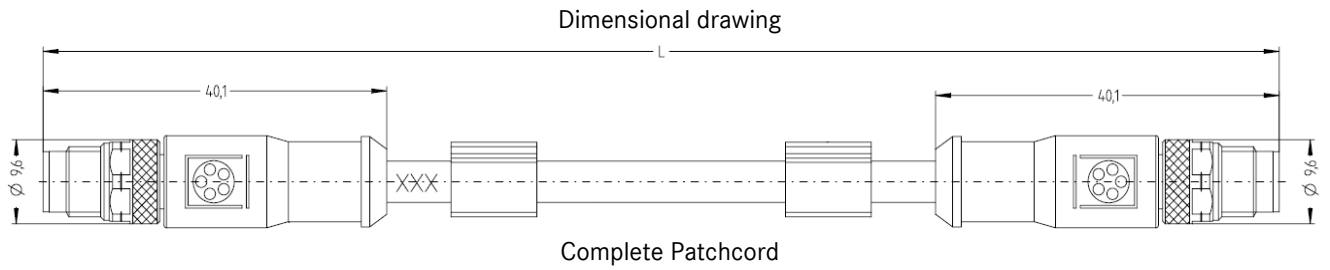 Dimensional drawing
L
40,1
40,1
Ø 9,6
XXX
Ø 9,6
Complete Patchcord